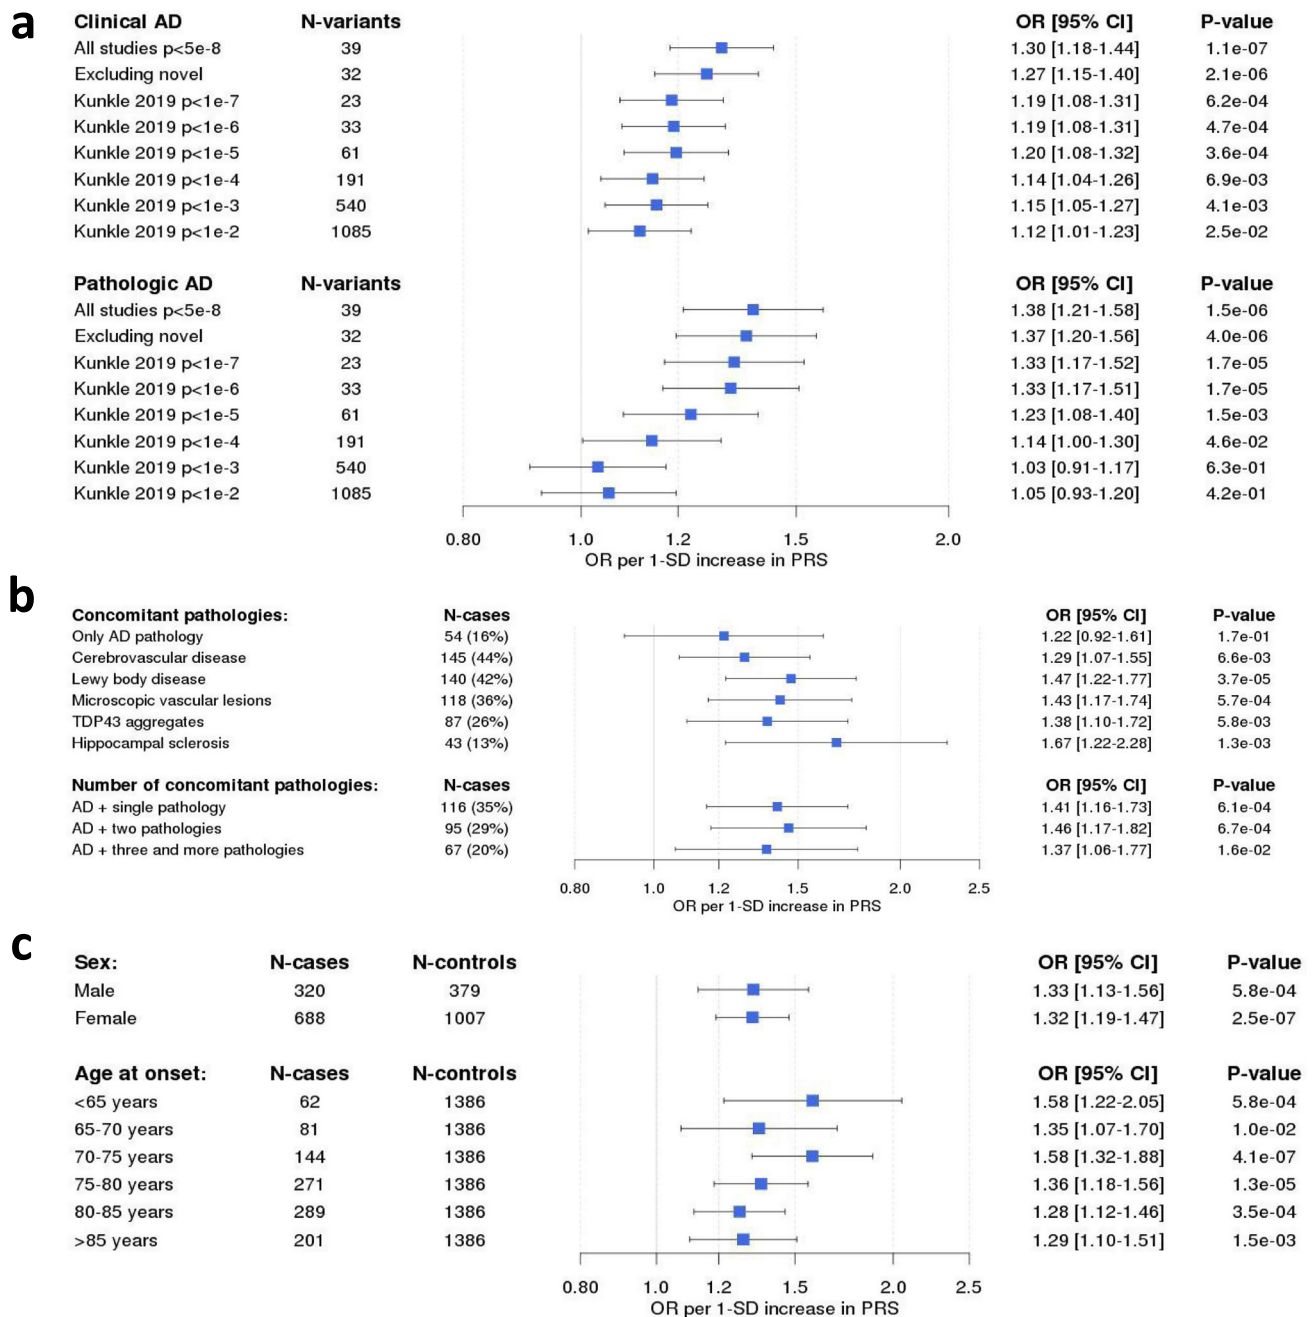 a
Clinical AD N-variants OR [95% CI] P-value
All studies p<5e-8 39 1.30 [1.18-1.44] 1.1e-07
Excluding novel 32 1.27 [1.15-1.40] 2.1e-06
Kunkle 2019 p<1e-7 23 1.19 [1.08-1.31] 6.2e-04
Kunkle 2019 p<1e-6 33 1.19 [1.08-1.31] 4.7e-04
Kunkle 2019 p<1e-5 61 1.20 [1.08-1.32] 3.6e-04
Kunkle 2019 p<1e-4 191 1.14 [1.04-1.26] 6.9e-03
Kunkle 2019 p<1e-3 540 1.15 [1.05-1.27] 4.1e-03
Kunkle 2019 p<1e-2 1085 1.12 [1.01-1.23] 2.5e-02
Pathologic AD N-variants OR [95% CI] P-value
All studies p<5e-8 39 1.38 [1.21-1.58] 1.5e-06
Excluding novel 32 1.37 [1.20-1.56] 4.0e-06
Kunkle 2019 p<1e-7 23 1.33 [1.17-1.52] 1.7e-05
Kunkle 2019 p<1e-6 33 1.33 [1.17-1.51] 1.7e-05
Kunkle 2019 p<1e-5 61 1.23 [1.08-1.40] 1.5e-03
Kunkle 2019 p<1e-4 191 1.14 [1.00-1.30] 4.6e-02
Kunkle 2019 p<1e-3 540 1.03 [0.91-1.17] 6.3e-01
Kunkle 2019 p<1e-2 1085 1.05 [0.93-1.20] 4.2e-01
0.80 1.0 1.2 1.5 2.0
OR per 1-SD increase in PRS
b
Concomitant pathologies: N-cases OR [95% CI] P-value
Only AD pathology 54 (16%) 1.22 [0.92-1.61] 1.7e-01
Cerebrovascular disease 145 (44%) 1.29 [1.07-1.55] 6.6e-03
Lewy body disease 140 (42%) 1.47 [1.22-1.77] 3.7e-05
Microscopic vascular lesions 118 (36%) 1.43 [1.17-1.74] 5.7e-04
TDP43 aggregates 87 (26%) 1.38 [1.10-1.72] 5.8e-03
Hippocampal sclerosis 43 (13%) 1.67 [1.22-2.28] 1.3e-03
Number of concomitant pathologies: N-cases OR [95% CI] P-value
AD + single pathology 116 (35%) 1.41 [1.16-1.73] 6.1e-04
AD + two pathologies 95 (29%) 1.46 [1.17-1.82] 6.7e-04
AD + three and more pathologies 67 (20%) 1.37 [1.06-1.77] 1.6e-02
0.80 1.0 1.2 1.5 2.0 2.5
OR per 1-SD increase in PRS
c
Sex: N-cases N-controls OR [95% CI] P-value
Male 320 379 1.33 [1.13-1.56] 5.8e-04
Female 688 1007 1.32 [1.19-1.47] 2.5e-07
Age at onset: N-cases N-controls OR [95% CI] P-value
<65 years 62 1386 1.58 [1.22-2.05] 5.8e-04
65-70 years 81 1386 1.35 [1.07-1.70] 1.0e-02
70-75 years 144 1386 1.58 [1.32-1.88] 4.1e-07
75-80 years 271 1386 1.36 [1.18-1.56] 1.3e-05
80-85 years 289 1386 1.28 [1.12-1.46] 3.5e-04
>85 years 201 1386 1.29 [1.10-1.51] 1.5e-03
0.80 1.0 1.2 1.5 2.0 2.5
OR per 1-SD increase in PRS